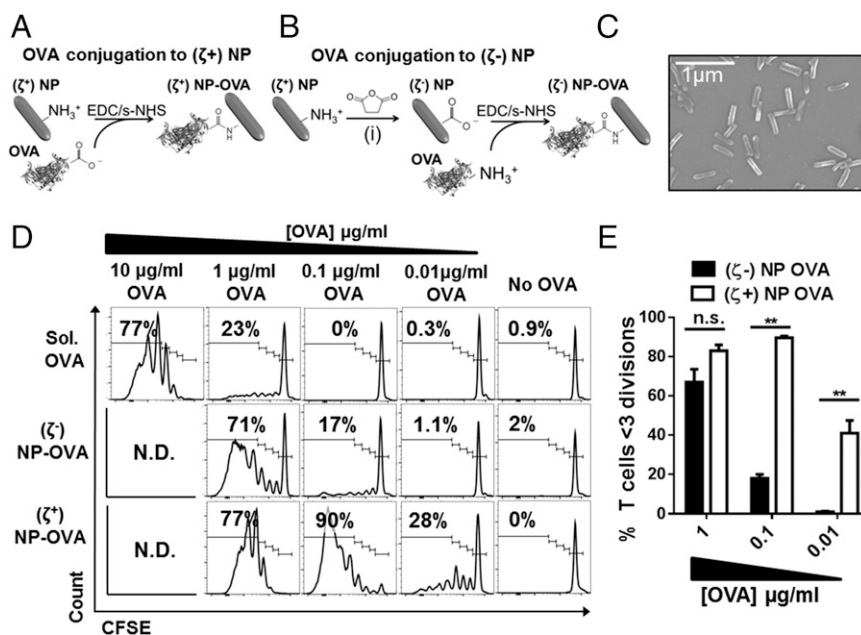 A
OVA conjugation to (ζ+) NP
(ζ⁺) NP
NH₃⁺
EDC/s-NHS
OVA
O
O⁻
(ζ⁺) NP-OVA
O
N
H
B
OVA conjugation to (ζ-) NP
(ζ⁺) NP
NH₃⁺
O O O
(i)
(ζ⁻) NP
O
O⁻
OVA
NH₃⁺
EDC/s-NHS
(ζ⁻) NP-OVA
O
N
H
C
1μm
D
[OVA] μg/ml
10 μg/ml 1 μg/ml 0.1 μg/ml 0.01μg/ml No OVA
OVA OVA OVA OVA
Sol. OVA
77% 23% 0% 0.3% 0.9%
(ζ⁻) NP-OVA
N.D. 71% 17% 1.1% 2%
(ζ⁺) NP-OVA
N.D. 77% 90% 28% 0%
Count
CFSE
E
(ζ-) NP OVA
(ζ+) NP OVA
n.s. ** **
% T cells <3 divisions
100
80
60
40
20
0
1 0.1 0.01
[OVA] μg/ml